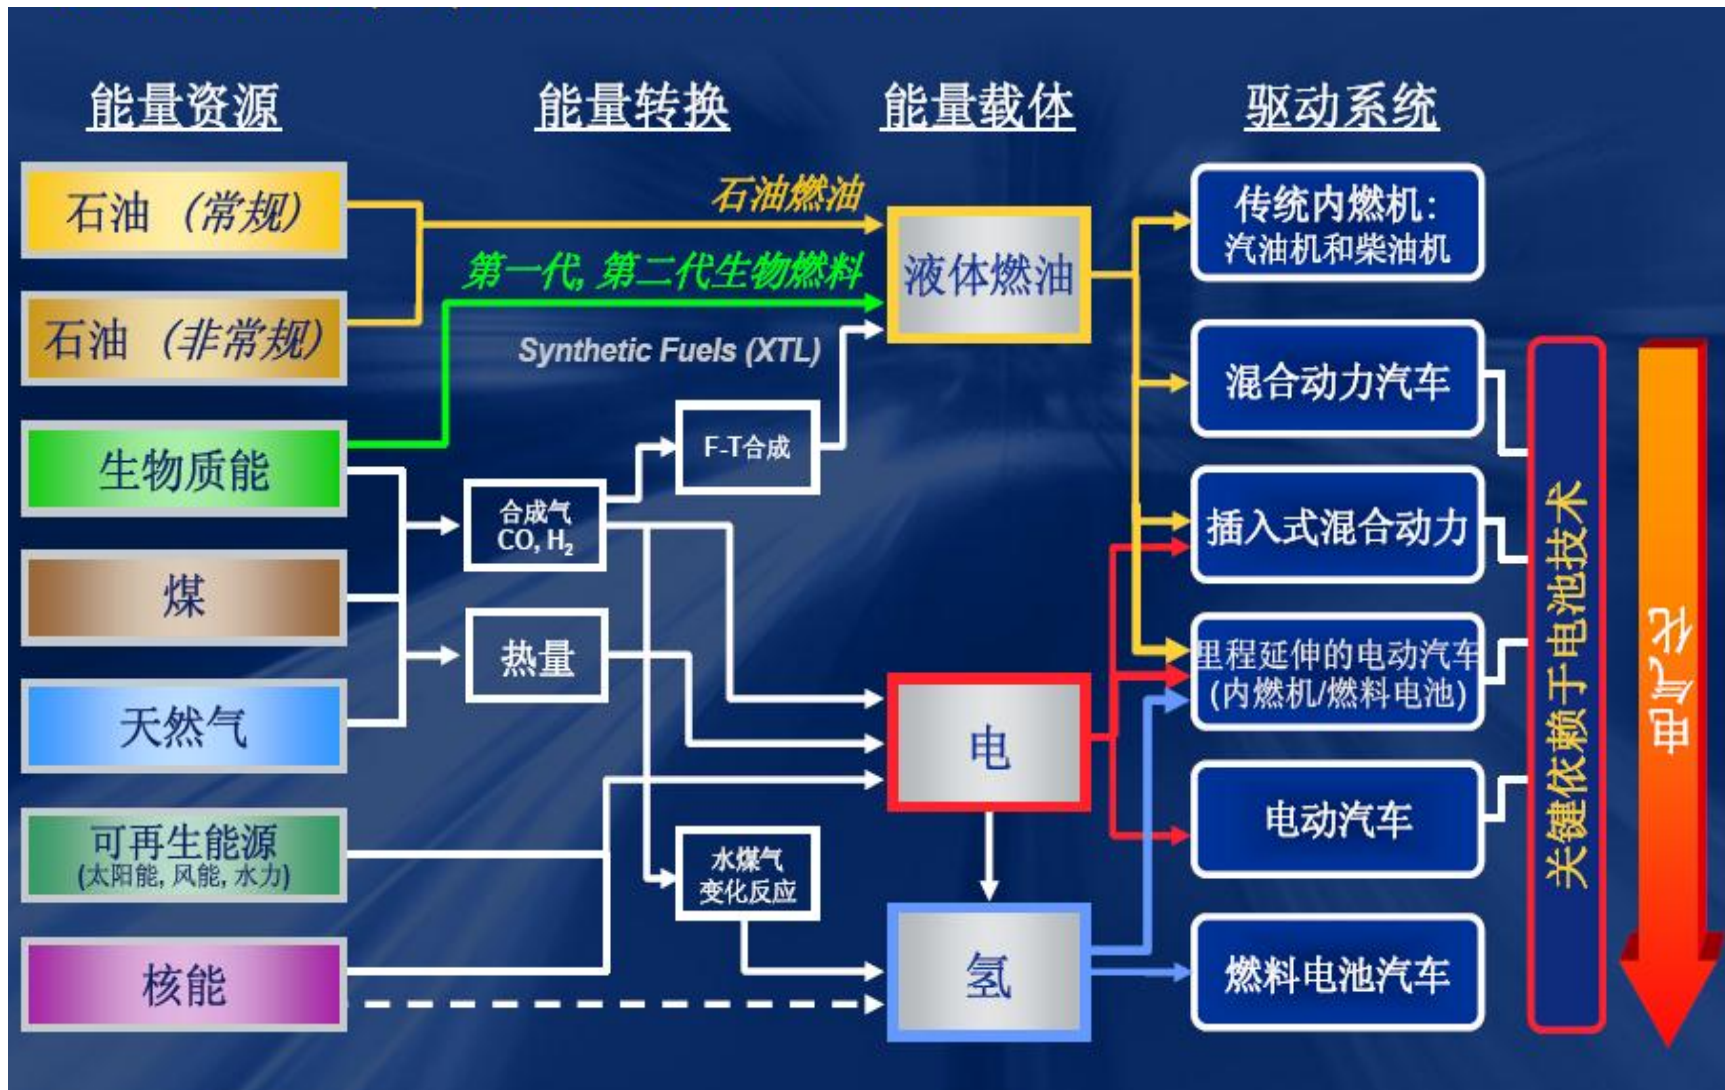 能量资源
能量转换
能量载体
驱动系统
石油 (常规)
石油 (非常规)
生物质能
煤
天然气
可再生能源
(太阳能, 风能, 水力)
核能
石油燃油
第一代, 第二代生物燃料
Synthetic Fuels (XTL)
F-T合成
合成气
CO, H₂
热量
水煤气
变化反应
液体燃油
电
氢
传统内燃机:
汽油机和柴油机
混合动力汽车
插入式混合动力
里程延伸的电动汽车
(内燃机/燃料电池)
电动汽车
燃料电池汽车
关键依赖于电池技术
电气化